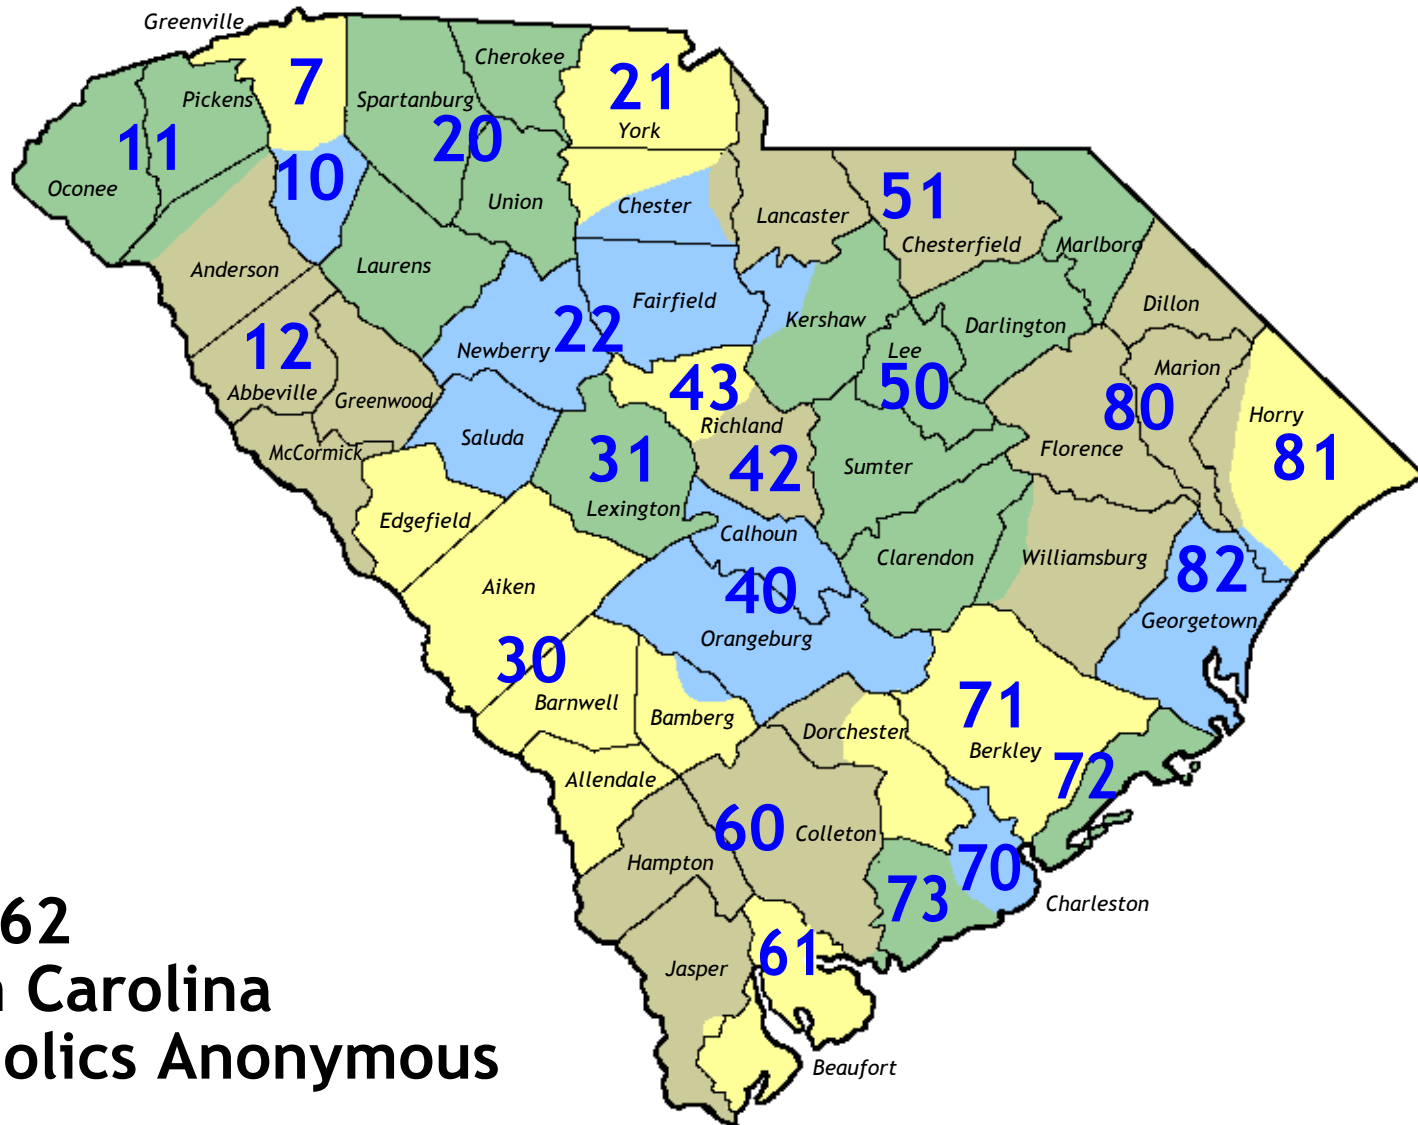 Greenville
7
Cherokee
21
Pickens
Spartanburg
20
York
11
10
Oconee
Union
Chester
Lancaster
51
Chesterfield
Marlboro
Anderson
Laurens
Fairfield
Kershaw
Dillon
Darlington
12
22
Newberry
Lee
50
Marion
Abbeville
Greenwood
43
80
Richland
Horry
McCormick
Saluda
31
42
Sumter
Florence
81
Edgefield
Lexington
Calhoun
Clarendon
Williamsburg
82
Aiken
40
Orangeburg
Georgetown
30
Barnwell
Bamberg
Dorchester
71
Berkley
72
Allendale
60
Colleton
Hampton
70
73
Charleston
61
Jasper
Beaufort
62
Carolina
olics Anonymous